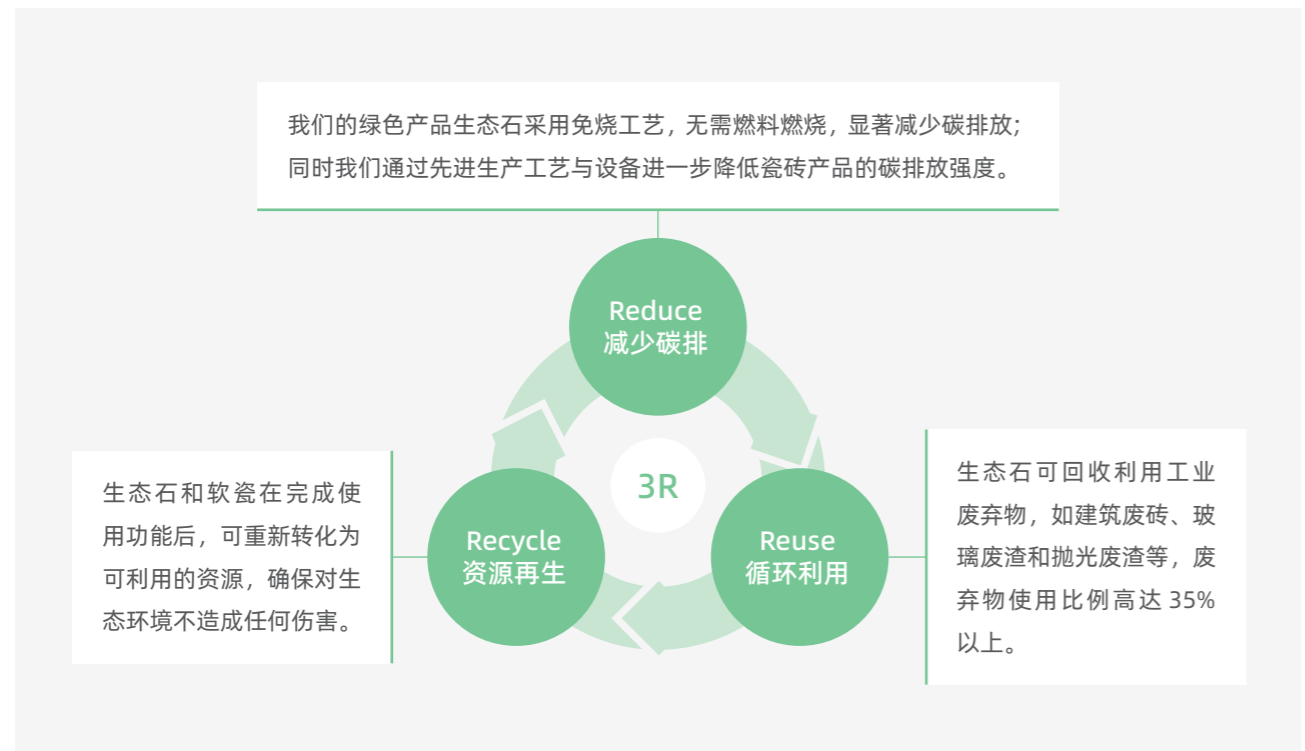 我们的绿色产品生态石采用免烧工艺，无需燃料燃烧，显著减少碳排放；
同时我们通过先进生产工艺与设备进一步降低瓷砖产品的碳排放强度。
Reduce
减少碳排
3R
生态石和软瓷在完成使
用功能后，可重新转化为
可利用的资源，确保对生
态环境不造成任何伤害。
Recycle
资源再生
Reuse
循环利用
生态石可回收利用工业
废弃物，如建筑废砖、玻
璃废渣和抛光废渣等，废
弃物使用比例高达 35%
以上。